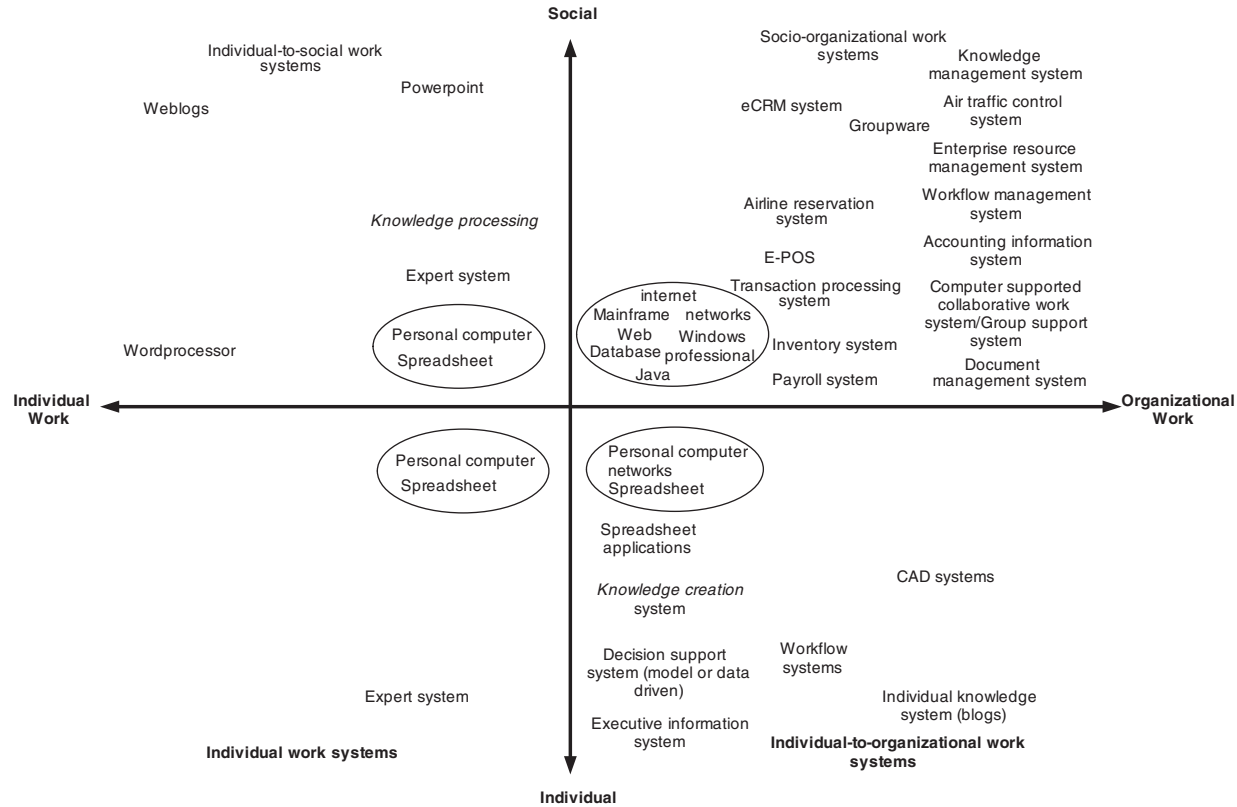 Social
Individual-to-social work
systems
Powerpoint
Weblogs
Knowledge processing
Expert system
Personal computer
Spreadsheet
Wordprocessor
Socio-organizational work
systems
Knowledge
management system
eCRM system
Groupware
Air traffic control
system
Enterprise resource
management system
Airline reservation
system
Workflow management
system
E-POS
Accounting information
system
Transaction processing
system
Computer supported
collaborative work
system/Group support
system
internet
Mainframe networks
Web Windows
Database professional
Java
Inventory system
Payroll system
Document
management system
Individual
Work
Organizational
Work
Personal computer
Spreadsheet
Expert system
Individual work systems
Personal computer
networks
Spreadsheet
Spreadsheet
applications
Knowledge creation
system
CAD systems
Decision support
system (model or data
driven)
Workflow
systems
Executive information
system
Individual knowledge
system (blogs)
Individual-to-organizational work
systems
Individual